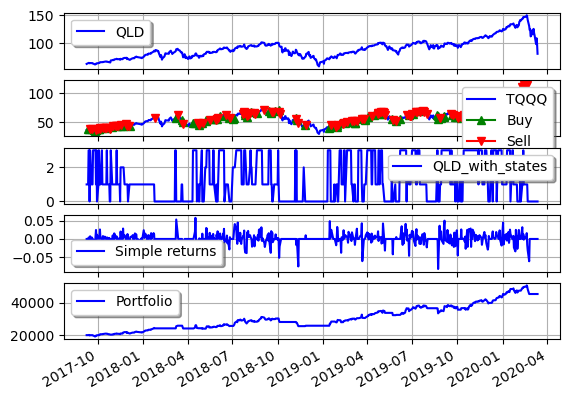 150
QLD
100
100
TQQQ
Buy
50
Sell
QLD_with_states
2
0
0.05
0.00
Simple returns
−0.05
Portfolio
40000
20000
2017-10 2018-01 2018-04 2018-07 2018-10 2019-01 2019-04 2019-07 2019-10 2020-01 2020-04